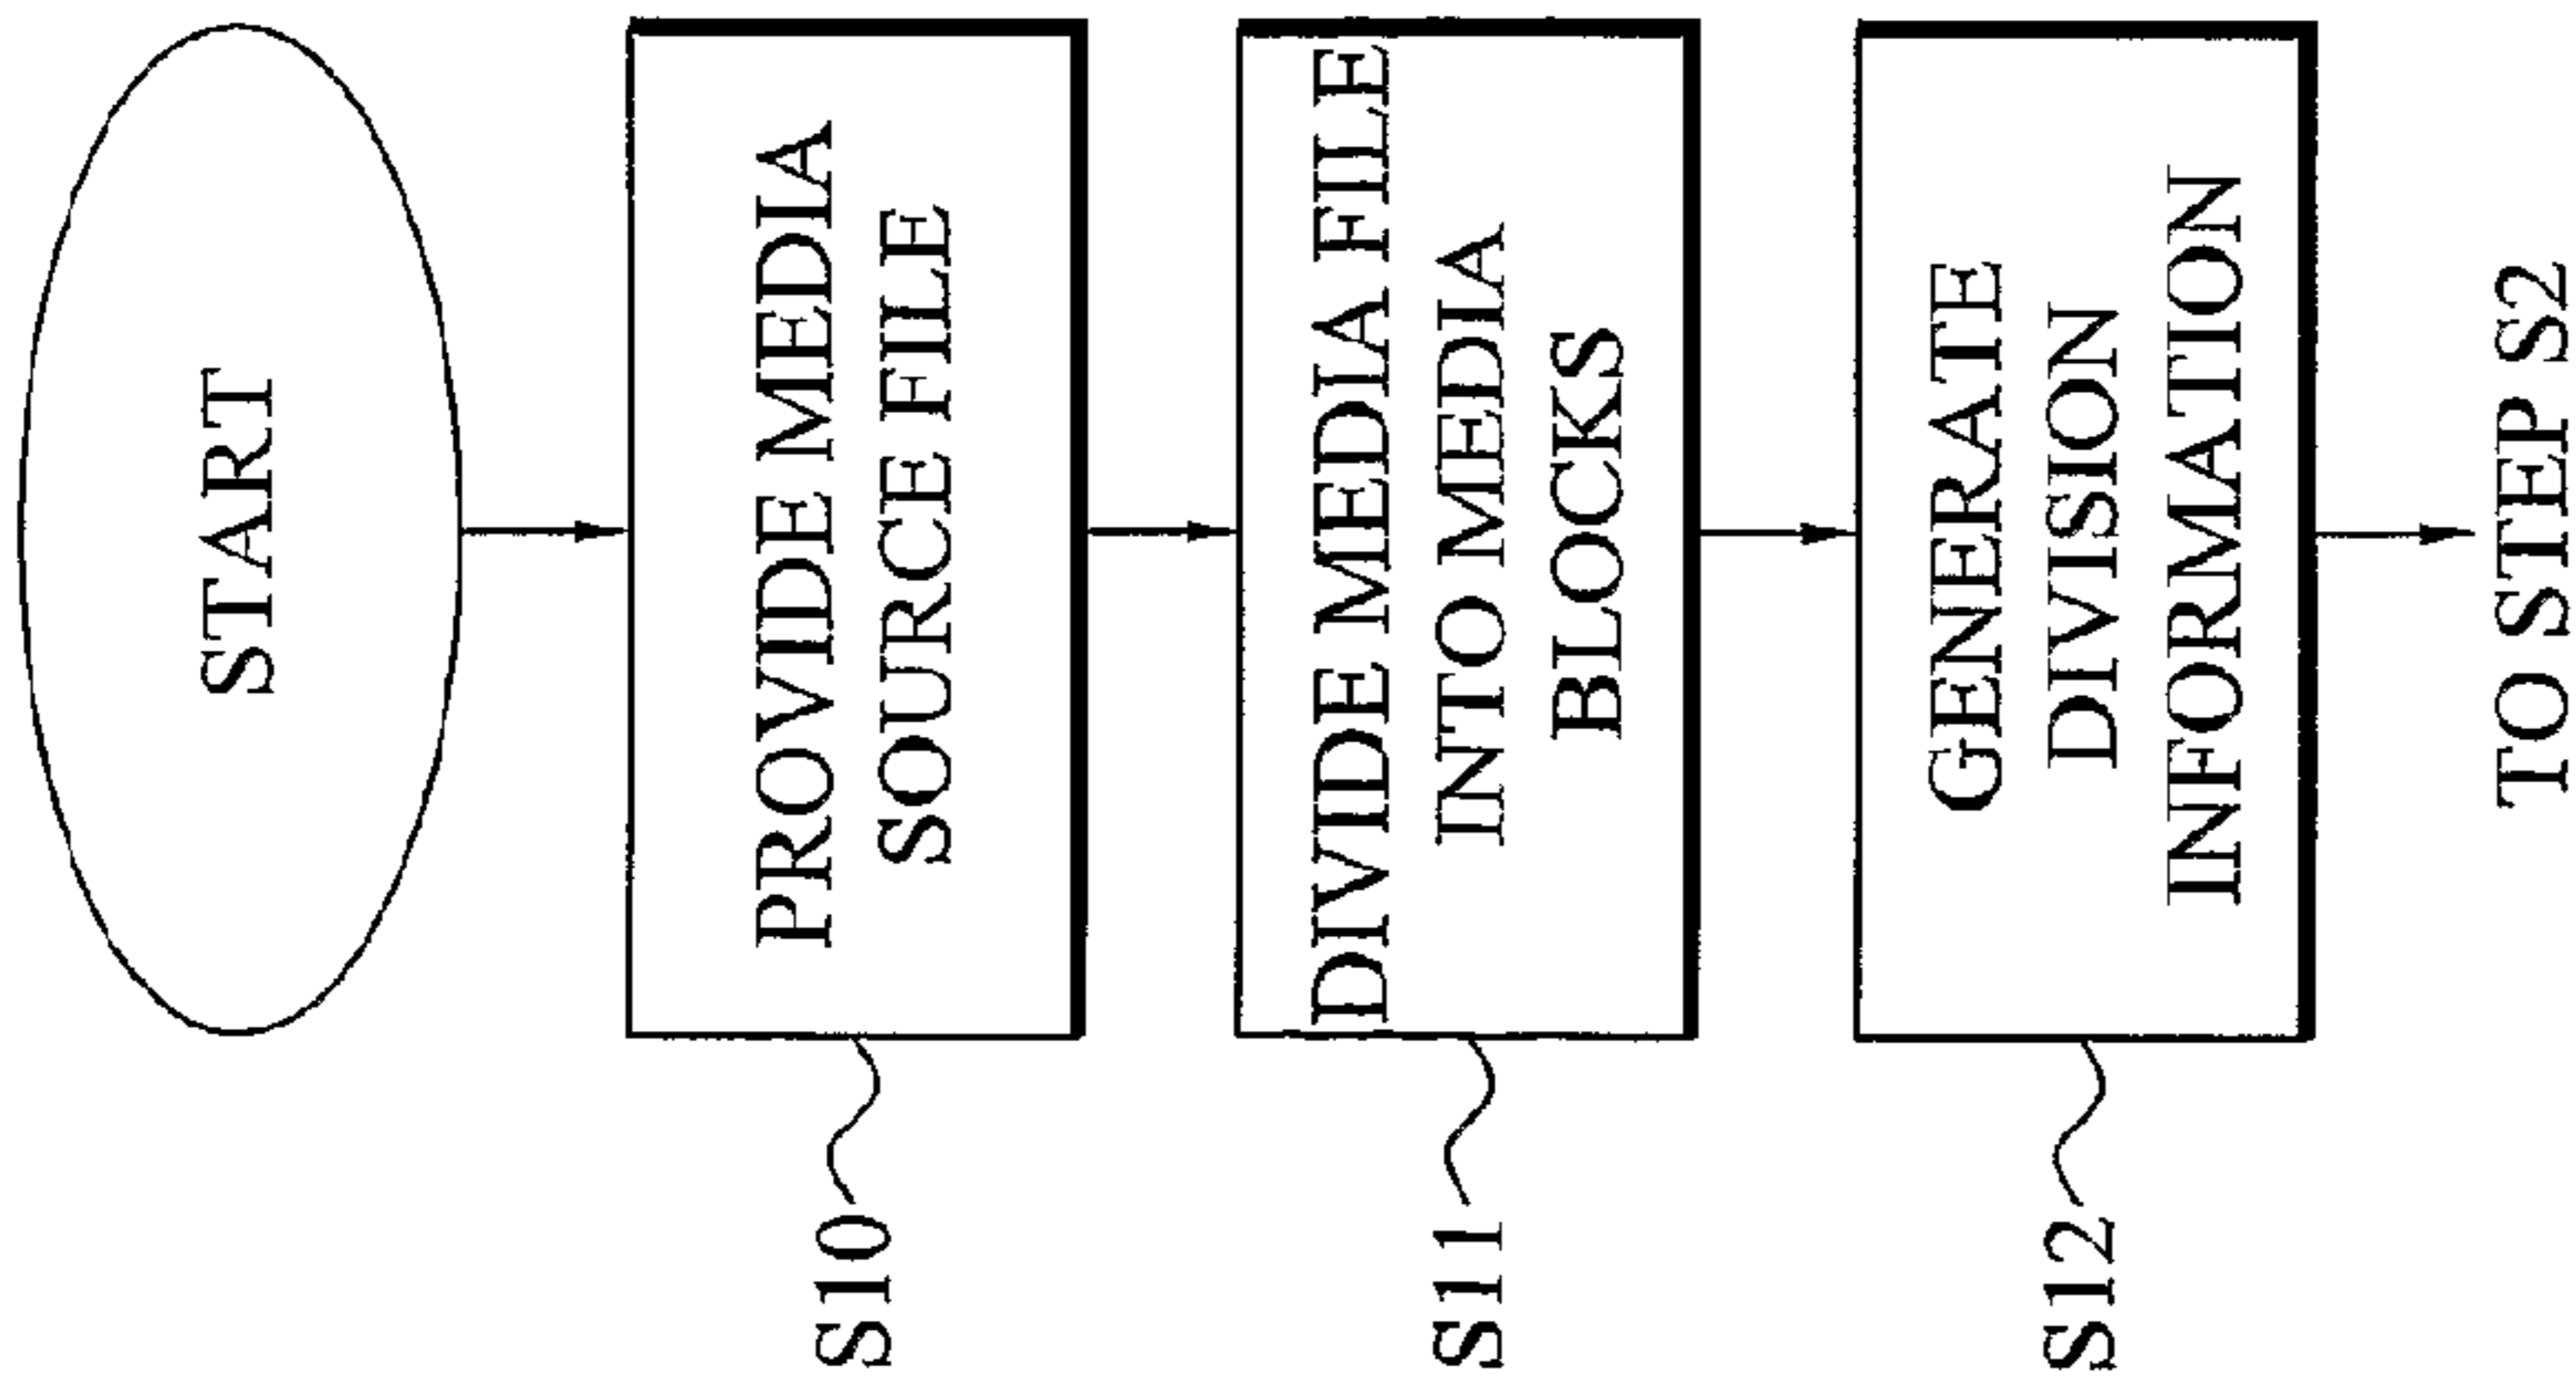 START
PROVIDE MEDIA
SOURCE FILE
S10
DIVIDE MEDIA FILE
INTO MEDIA
BLOCKS
S11
GENERATE
DIVISION
INFORMATION
S12
TO STEP S2